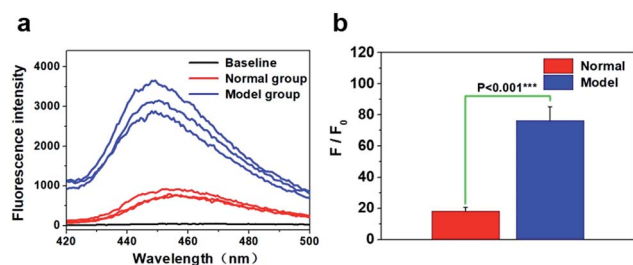 a
Fluorescence intensity
4000
3000
2000
1000
0
Baseline
Normal group
Model group
420
440
460
480
500
Wavelength（nm）
b
F / F0
120
100
80
60
40
20
0
Normal
Model
P<0.001***